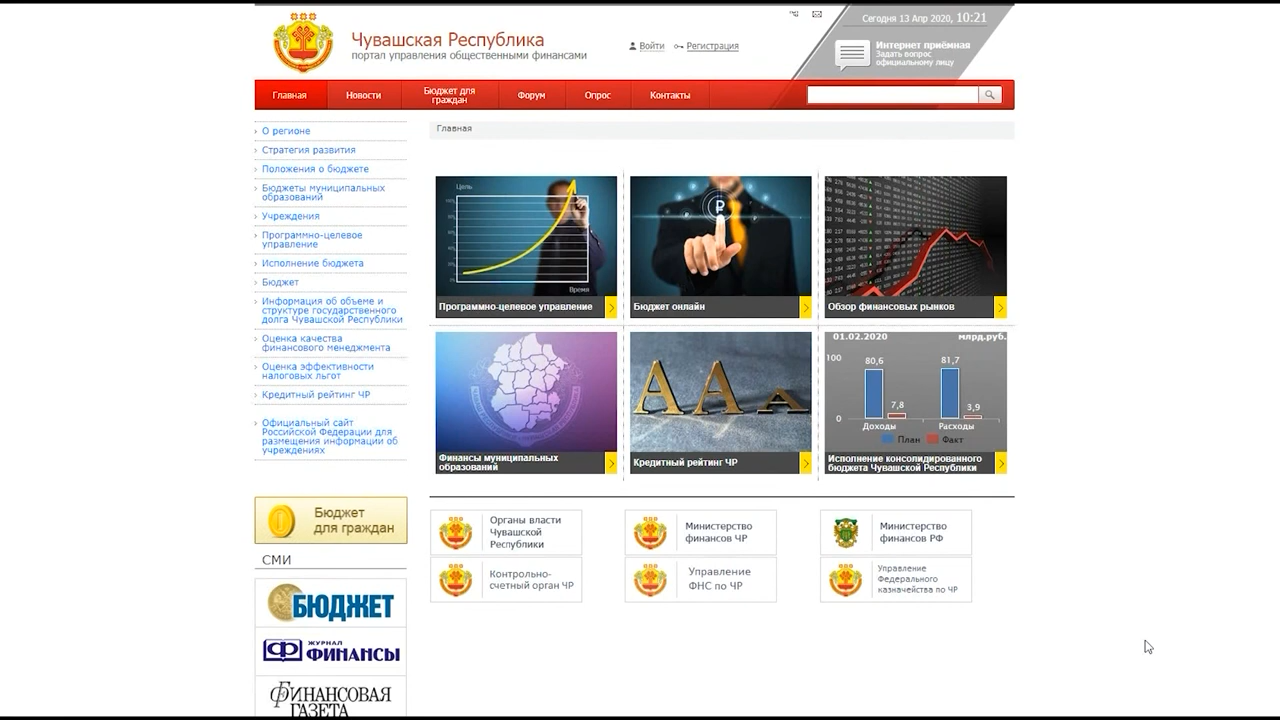 Чувашская Республика
портал управления общественными финансами
Войти
Регистрация
Сегодня 13 Апр 2020, 10:21
Интернет приёмная
Задать вопрос
официальному лицу
Главная
Новости
Бюджет для
граждан
Форум
Опрос
Контакты
О регионе
Стратегия развития
Положения о бюджете
Бюджеты муниципальных
образований
Учреждения
Программно-целевое
управление
Исполнение бюджета
Бюджет
Информация об объеме и
структуре государственного
долга Чувашской Республики
Оценка качества
финансового менеджмента
Оценка эффективности
налоговых льгот
Кредитный рейтинг ЧР
Официальный сайт
Российской Федерации для
размещения информации об
учреждениях
Бюджет
для граждан
СМИ
БЮДЖЕТ
ЖУРНАЛ
ФИНАНСЫ
ФИНАНСОВАЯ
ГАЗЕТА
Главная
Цель
Время
Программно-целевое управление
Бюджет онлайн
Обзор финансовых рынков
Финансы муниципальных
образований
ААА
Кредитный рейтинг ЧР
01.02.2020 млрд.руб.
100
80,6
81,7
7,8
3,9
0
Доходы
Расходы
План
Факт
Исполнение консолидированного
бюджета Чувашской Республики
Органы власти
Чувашской
Республики
Министерство
финансов ЧР
Министерство
финансов РФ
Контрольно-
счетный орган ЧР
Управление
ФНС по ЧР
Управление
Федерального
казначейства по ЧР